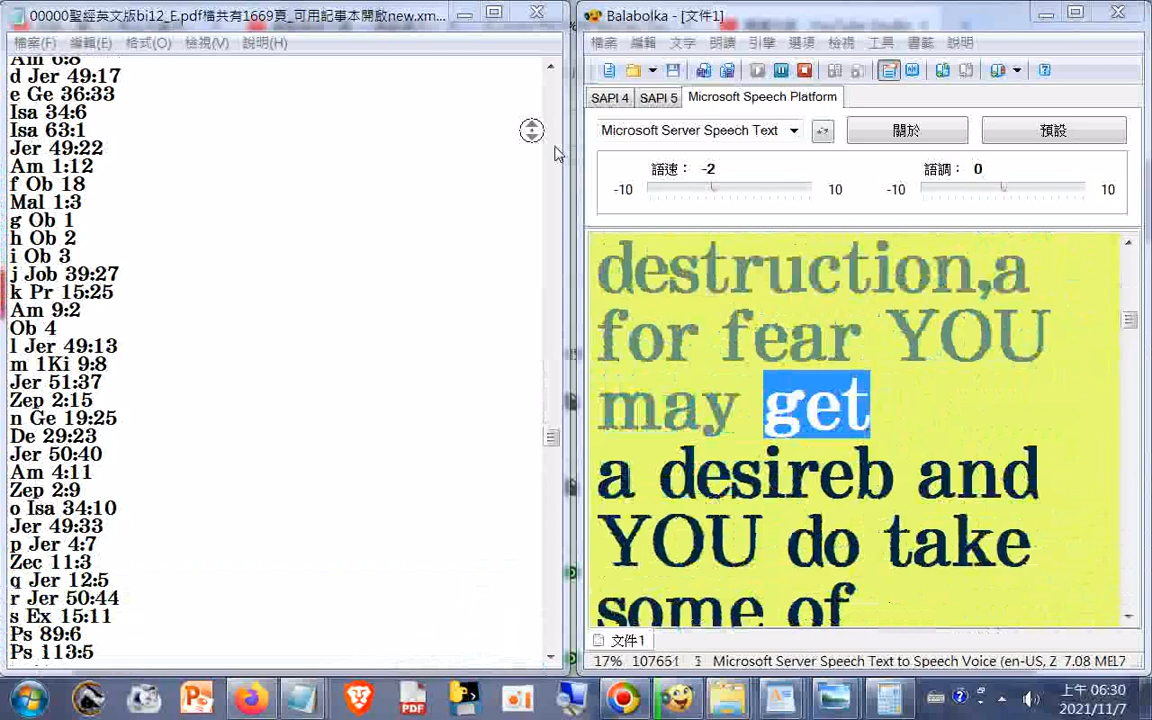 00000聖經英文版bi12_E.pdf檔共有1669頁_可用記事本開啟new.xm...
檔案(F) 編輯(E) 格式(O) 檢視(V) 說明(H)
Am 6:8
d Jer 49:17
e Ge 36:33
Isa 34:6
Isa 63:1
Jer 49:22
Am 1:12
f Ob 18
Mal 1:3
g Ob 1
h Ob 2
i Ob 3
j Job 39:27
k Pr 15:25
Am 9:2
Ob 4
l Jer 49:13
m 1Ki 9:8
Jer 51:37
Zep 2:15
n Ge 19:25
De 29:23
Jer 50:40
Am 4:11
Zep 2:9
o Isa 34:10
Jer 49:33
p Jer 4:7
Zec 11:3
q Jer 12:5
r Jer 50:44
s Ex 15:11
Ps 89:6
Ps 113:5
Balabolka - [文件1]
檔案 編輯 文字 朗讀 引擎 選項 檢視 工具 書籤 說明
SAPI 4 SAPI 5 Microsoft Speech Platform
Microsoft Server Speech Text 關於 預設
語速： -2 語調： 0
-10 10 -10 10
destruction,a
for fear YOU
may get
a desireb and
YOU do take
some of
文件1
17% 107651 Microsoft Server Speech Text to Speech Voice (en-US, Z 7.08 МБ
PDF
上午 06:30
2021/11/7